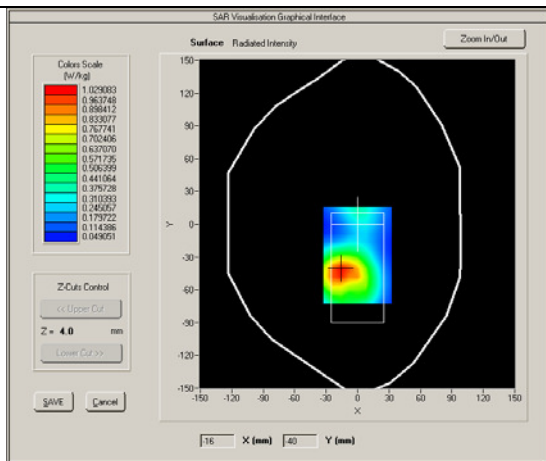 SAR Visualisation Graphical Interface
Surface Radiated Intensity
Zoom In/Out
Colors Scale
(W/kg)
1.029083
0.963748
0.898412
0.833077
0.767741
0.702406
0.637070
0.571735
0.506399
0.441064
0.375728
0.310393
0.245057
0.179722
0.114386
0.049051
Z-Cuts Control
<< Upper Cut
Z = 4.0 mm
Lower Cut >>
SAVE Cancel
150
120
90
60
30
0
-30
-60
-90
-120
-150
Y
-150 -120 -90 -60 -30 0 30 60 90 120 150
X
-16 X (mm) -40 Y (mm)